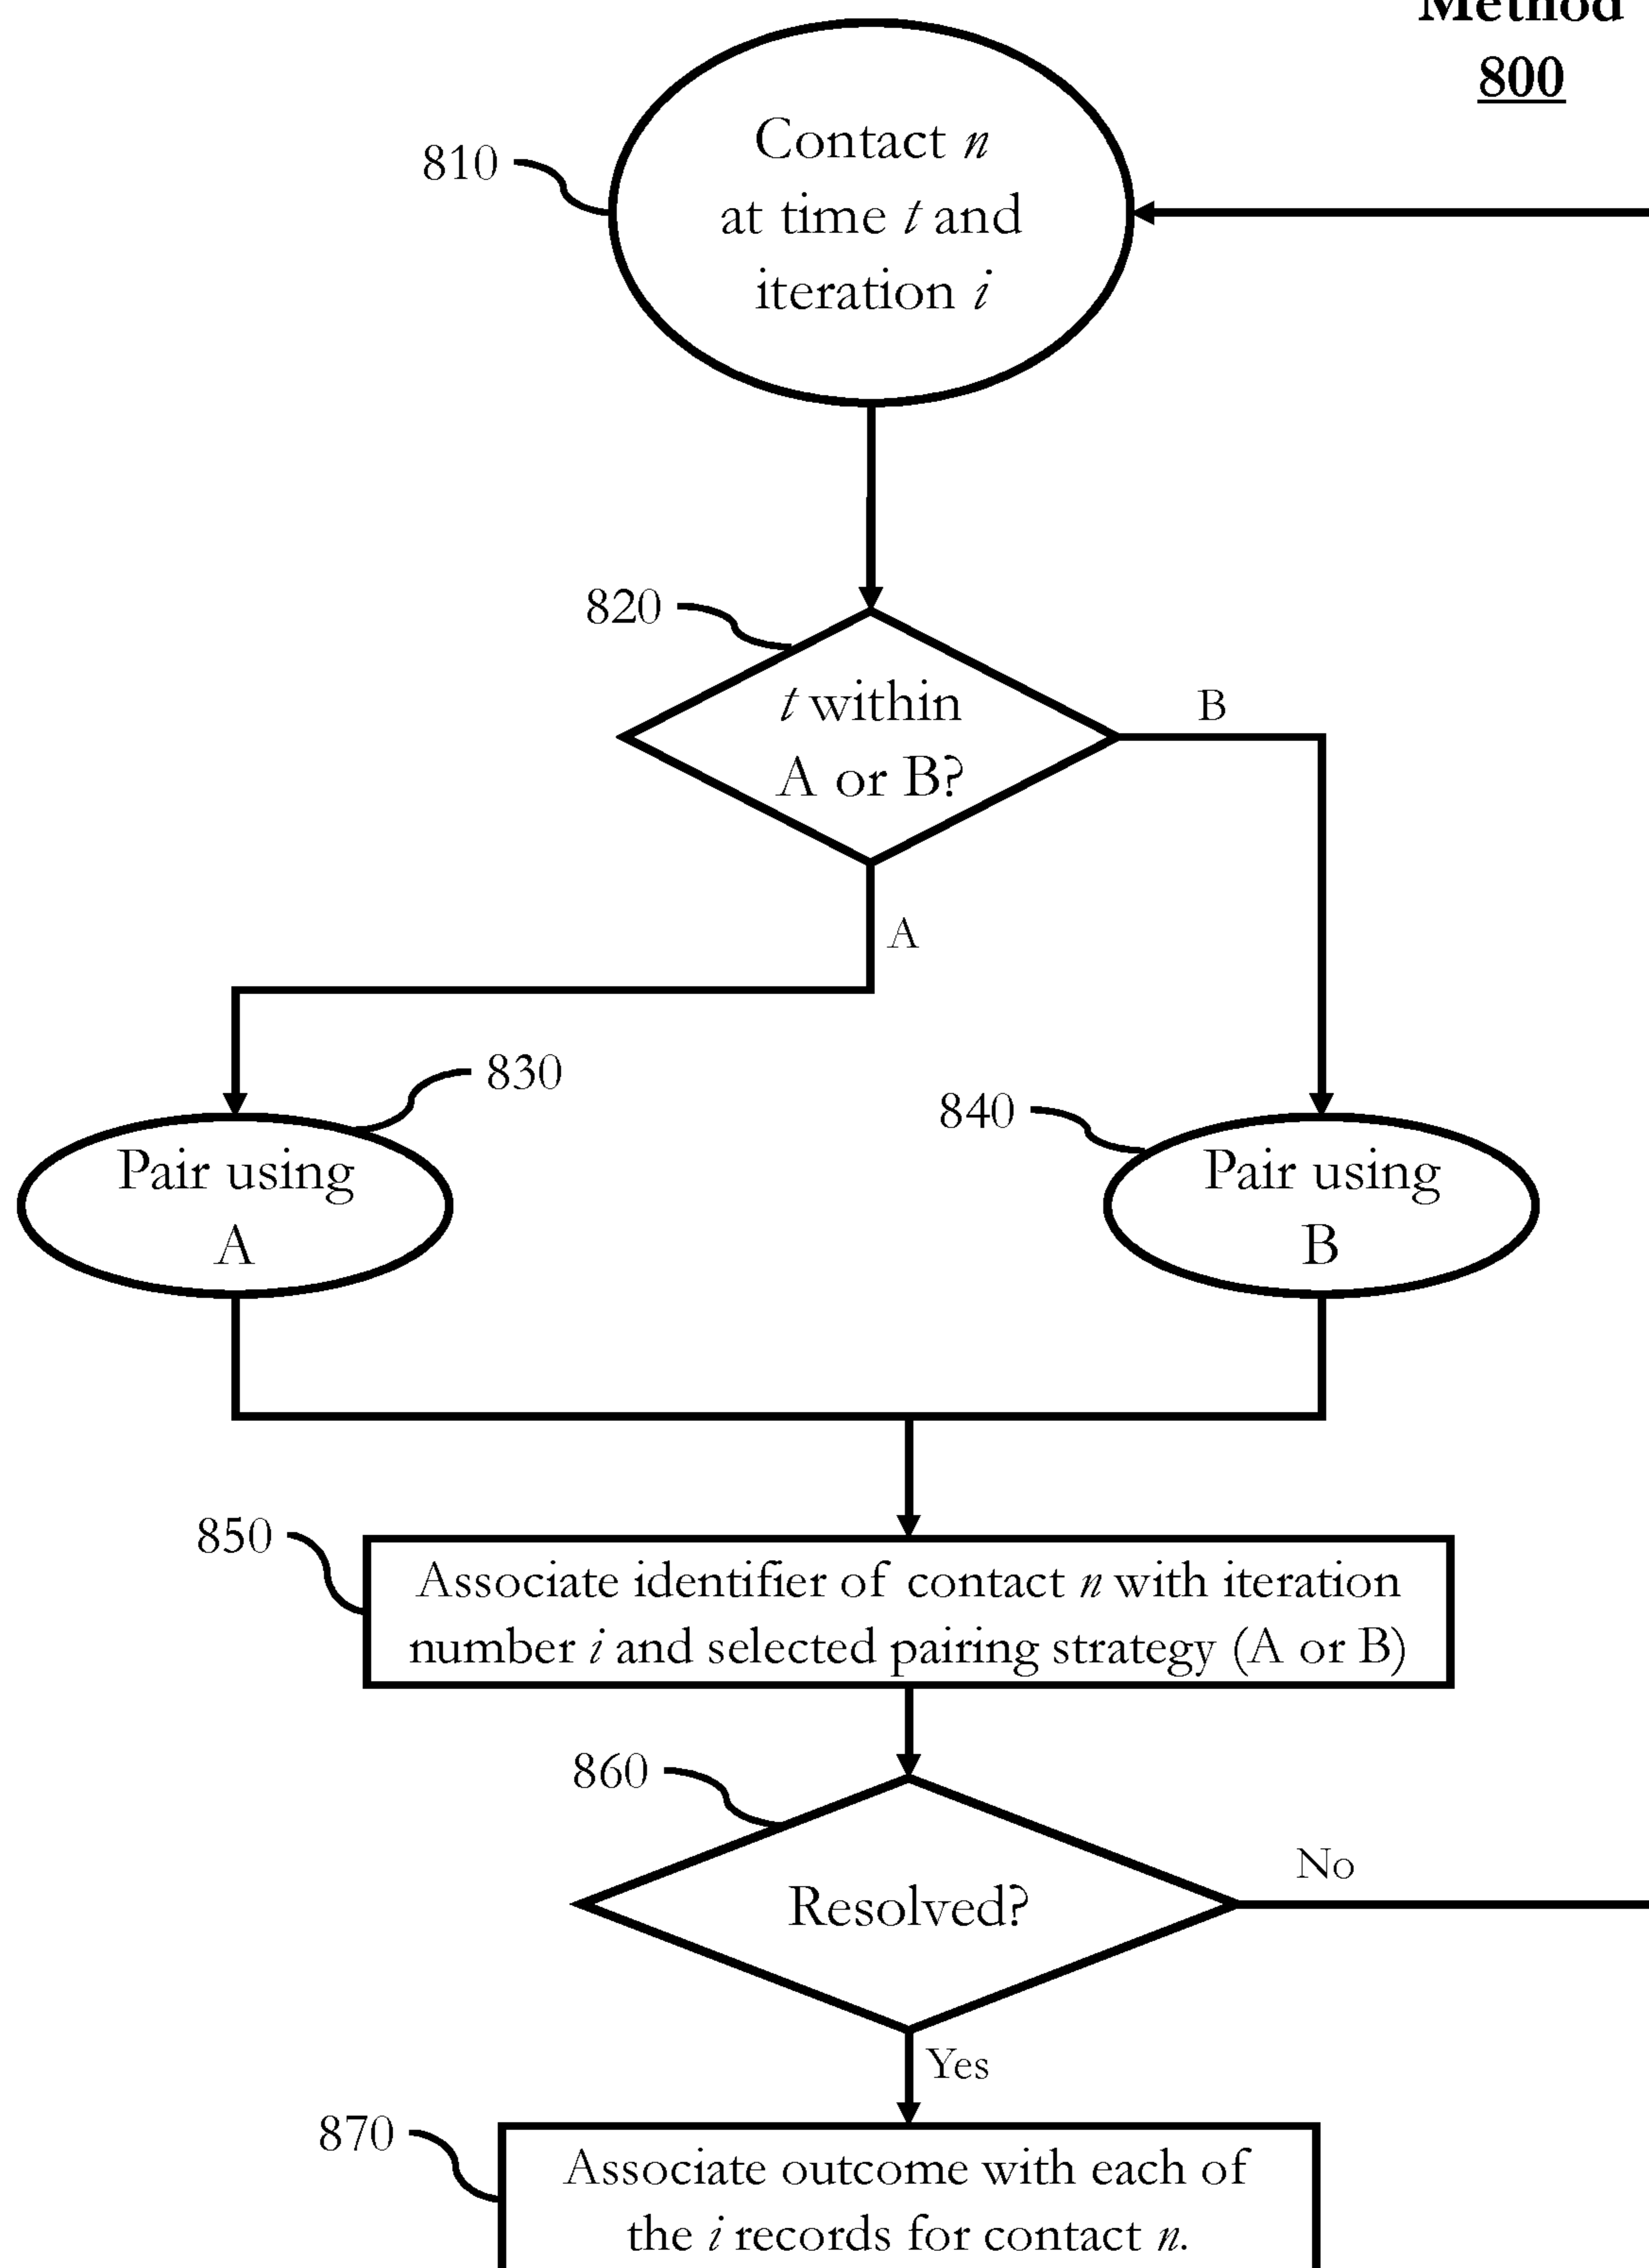 Method
800
810
Contact n
at time t and
iteration i
820
t within
A or B?
B
A
830
Pair using
A
840
Pair using
B
850
Associate identifier of contact n with iteration
number i and selected pairing strategy (A or B)
860
Resolved?
No
Yes
870
Associate outcome with each of
the i records for contact n.